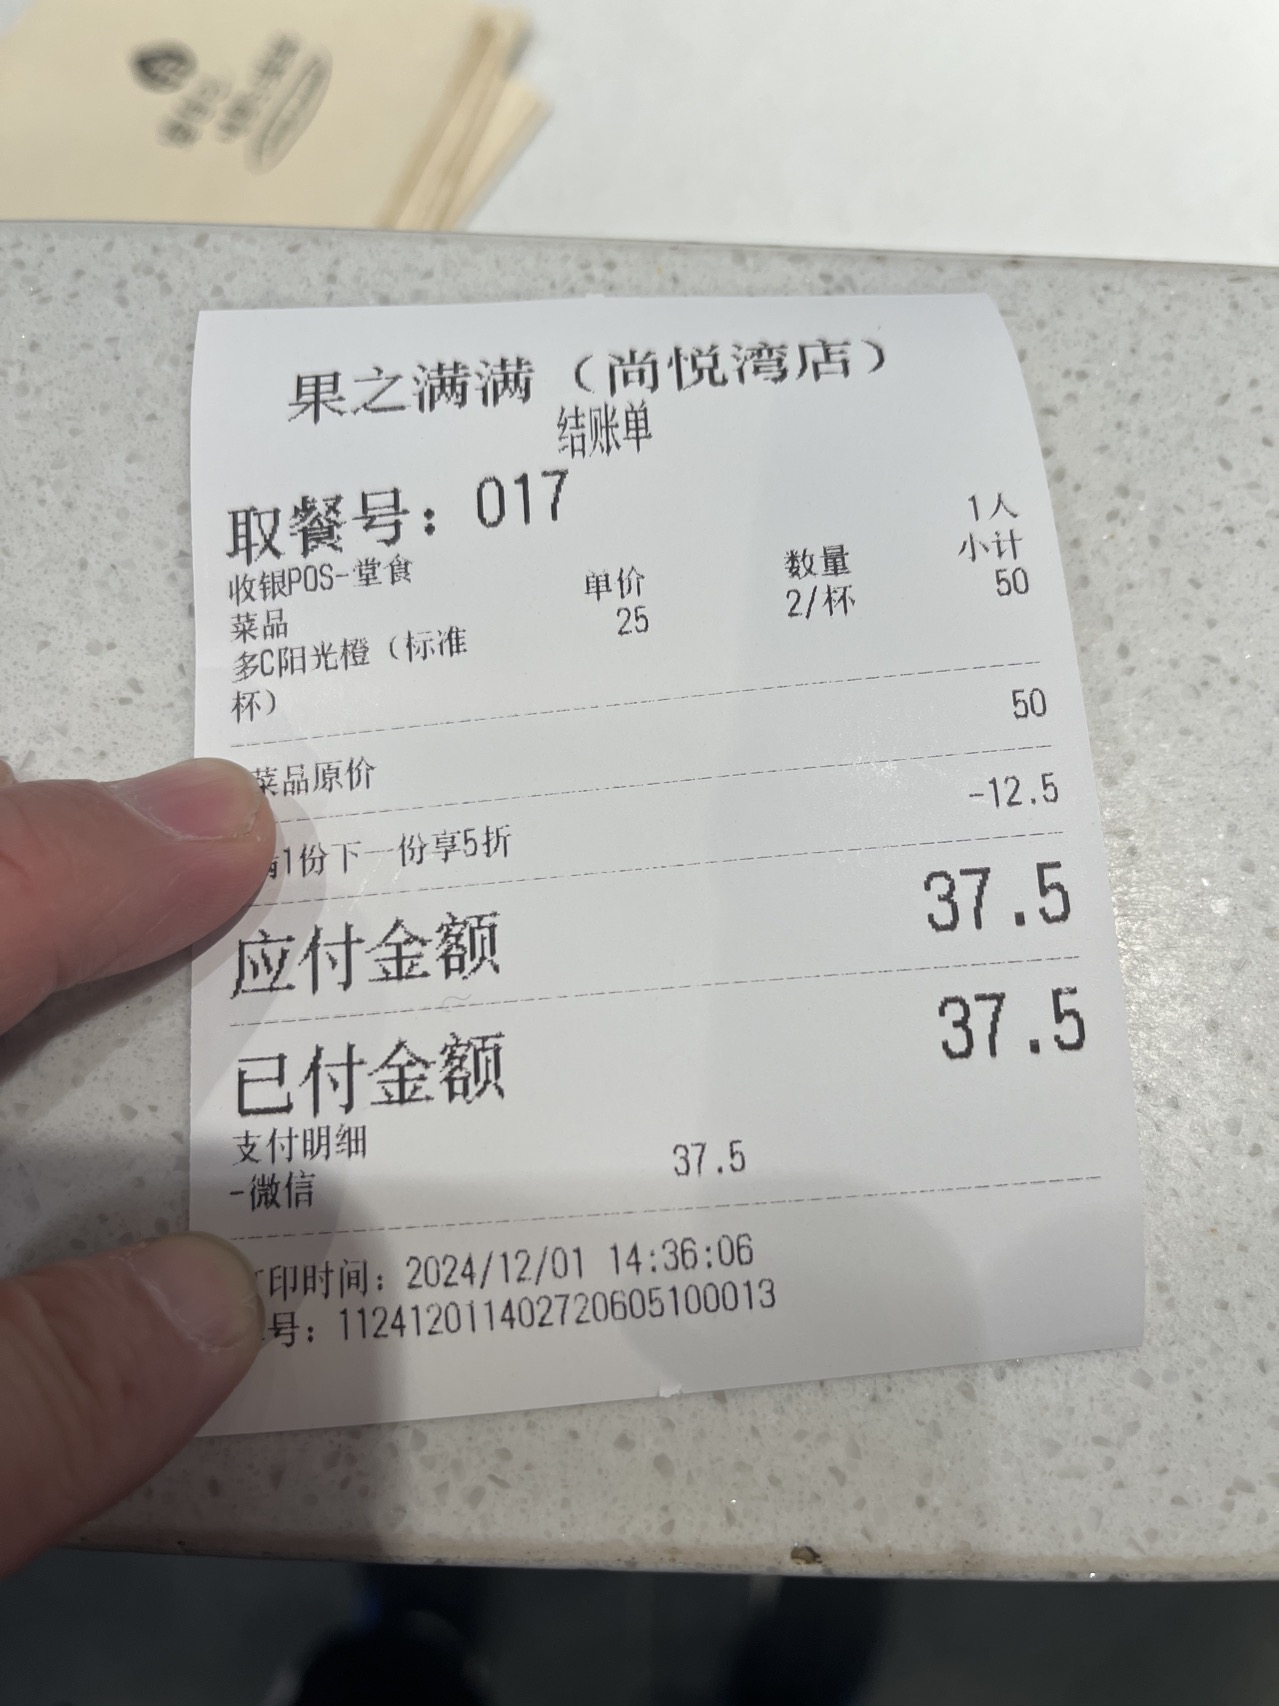 果之满满（尚悦湾店）
结账单
取餐号：017
1人
收银POS-堂食
菜品 单价 数量 小计
多C阳光橙（标准 25 2/杯 50
杯）
菜品原价 50
1份下一份享5折 -12.5
应付金额 37.5
已付金额 37.5
支付明细
-微信 37.5
印时间：2024/12/01 14:36:06
号：112412011402720605100013